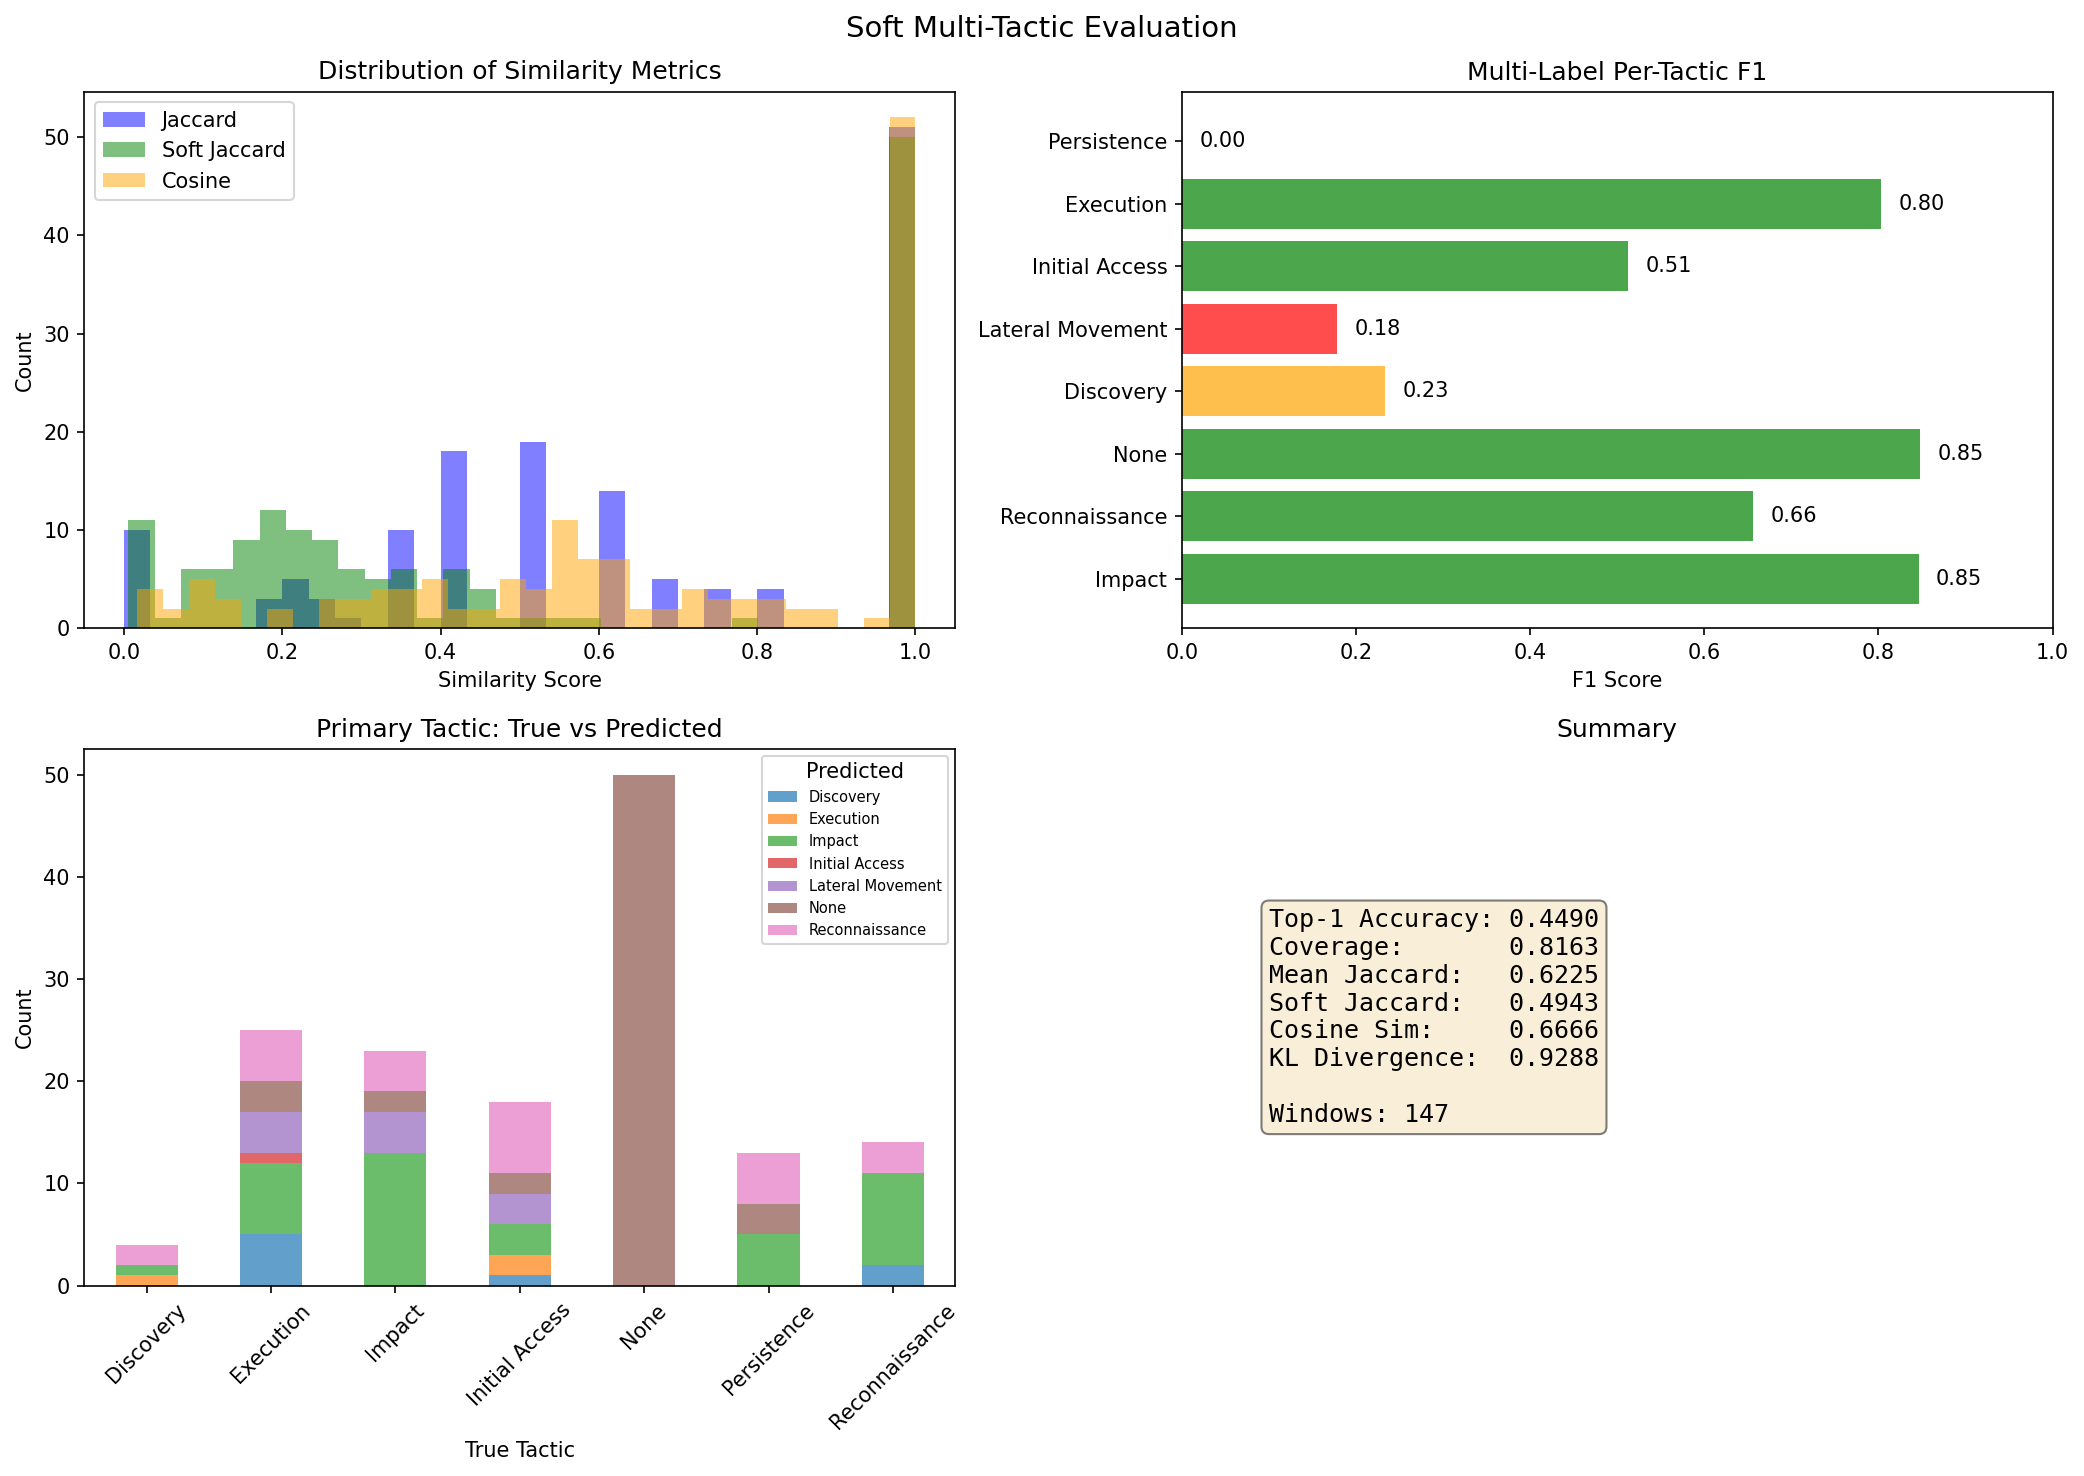 Soft Multi-Tactic Evaluation
Distribution of Similarity Metrics
Jaccard
Soft Jaccard
Cosine
50
40
30
20
10
0
Count
0.0 0.2 0.4 0.6 0.8 1.0
Similarity Score
Multi-Label Per-Tactic F1
Persistence 0.00
Execution 0.80
Initial Access 0.51
Lateral Movement 0.18
Discovery 0.23
None 0.85
Reconnaissance 0.66
Impact 0.85
0.0 0.2 0.4 0.6 0.8 1.0
F1 Score
Primary Tactic: True vs Predicted
Predicted
Discovery
Execution
Impact
Initial Access
Lateral Movement
None
Reconnaissance
50
40
30
20
10
0
Count
Discovery Execution Impact Initial Access None Persistence Reconnaissance
True Tactic
Summary
Top-1 Accuracy: 0.4490
Coverage: 0.8163
Mean Jaccard: 0.6225
Soft Jaccard: 0.4943
Cosine Sim: 0.6666
KL Divergence: 0.9288
Windows: 147